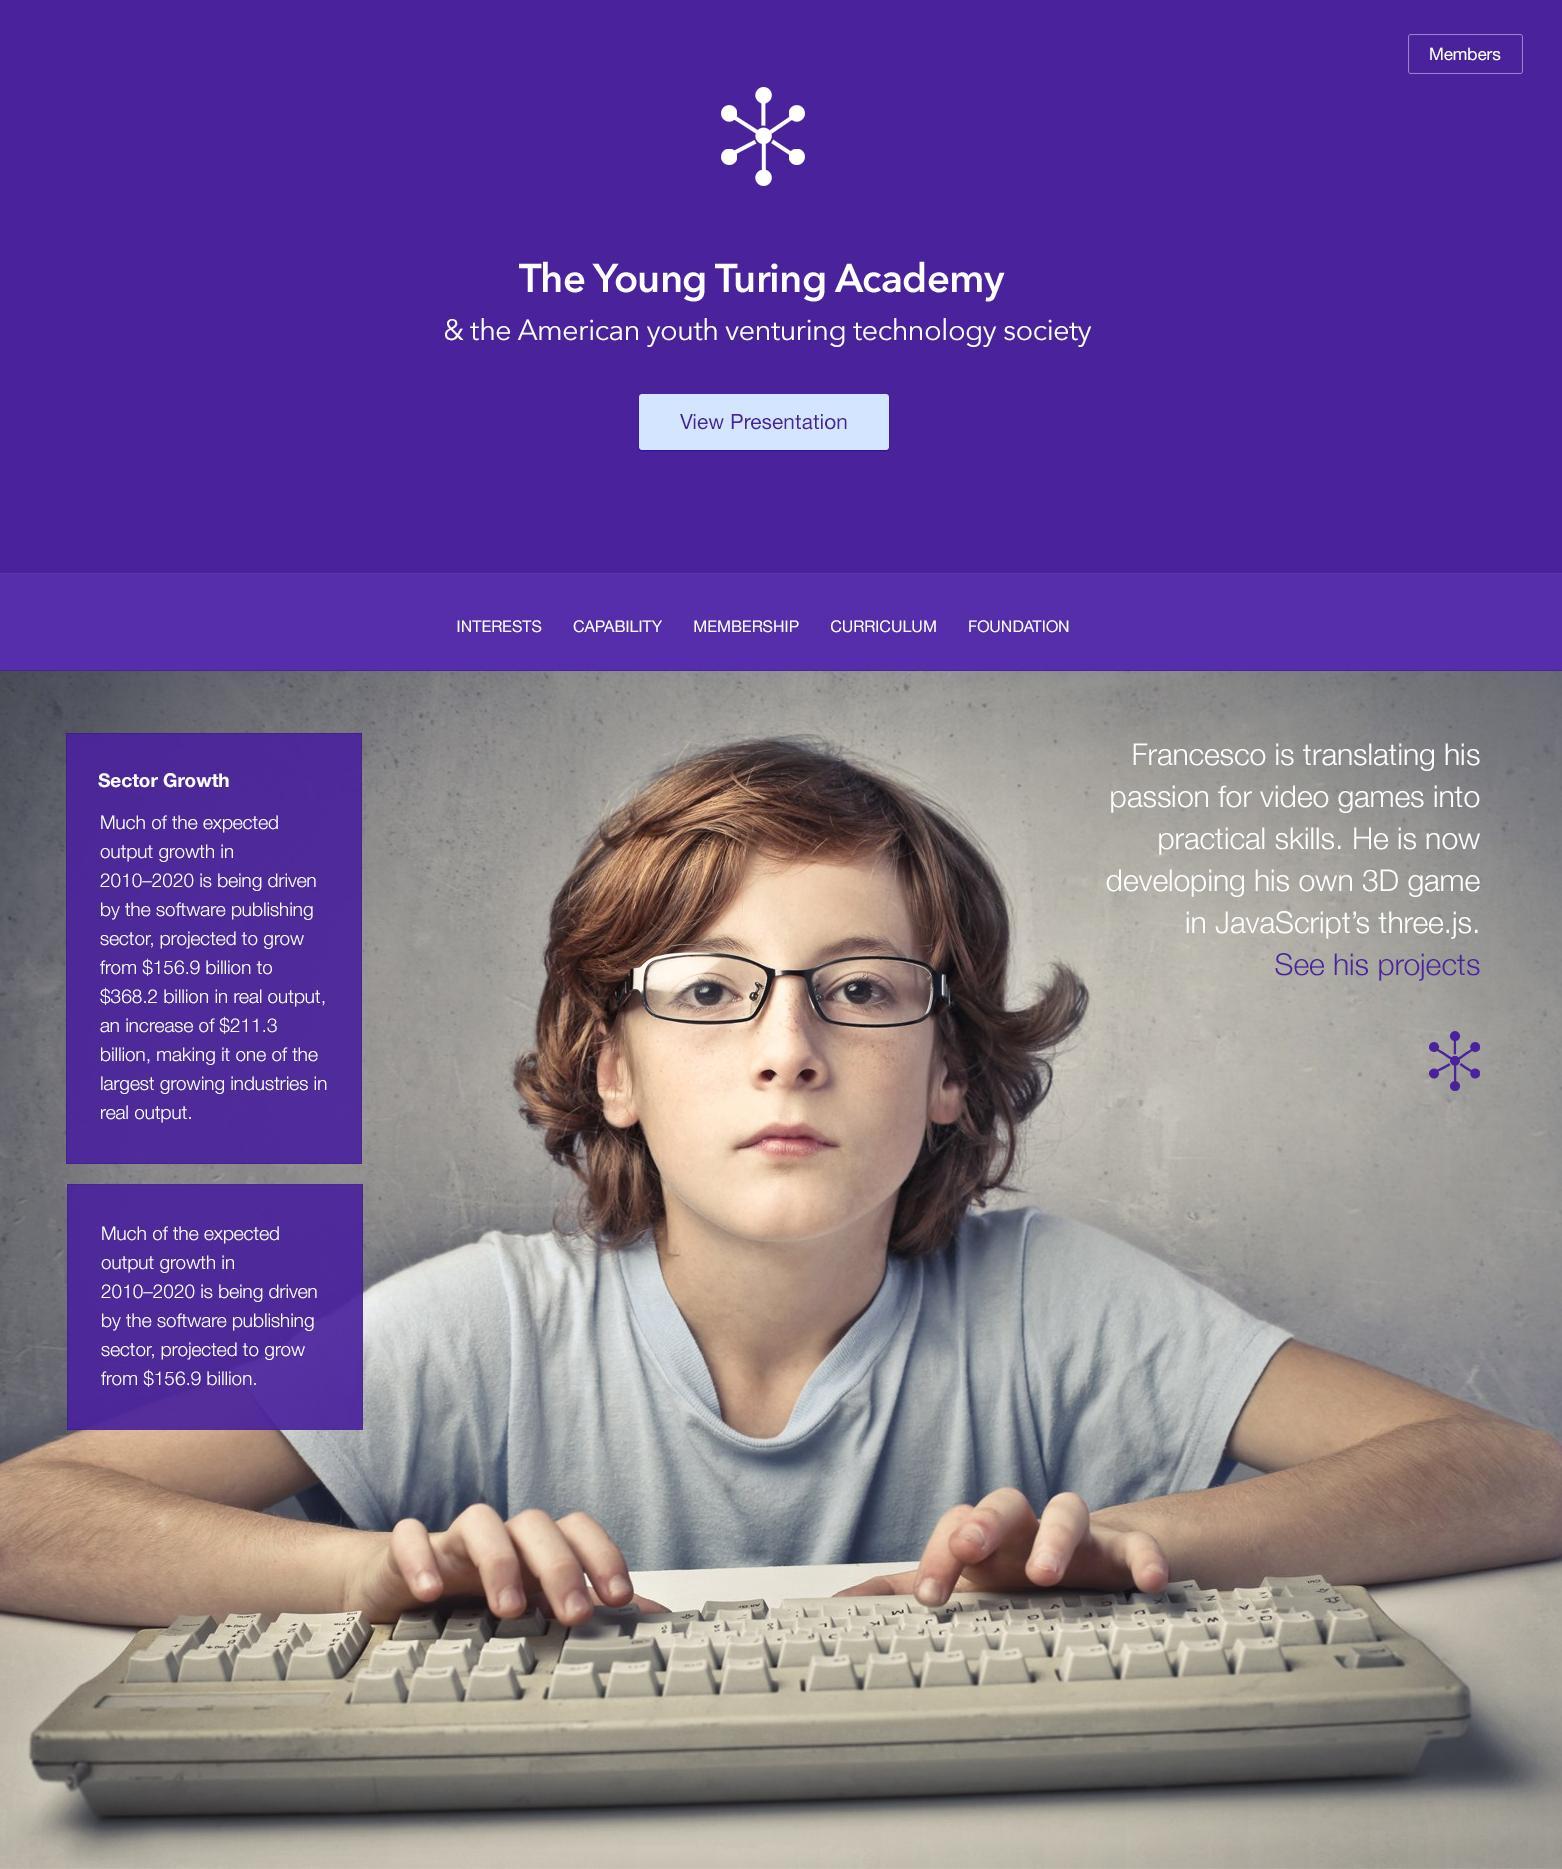 Members
The Young Turing Academy
& the American youth venturing technology society
View Presentation
INTERESTS CAPABILITY MEMBERSHIP CURRICULUM FOUNDATION
Sector Growth
Much of the expected
output growth in
2010–2020 is being driven
by the software publishing
sector, projected to grow
from $156.9 billion to
$368.2 billion in real output,
an increase of $211.3
billion, making it one of the
largest growing industries in
real output.
Much of the expected
output growth in
2010–2020 is being driven
by the software publishing
sector, projected to grow
from $156.9 billion.
Francesco is translating his
passion for video games into
practical skills. He is now
developing his own 3D game
in JavaScript’s three.js.
See his projects